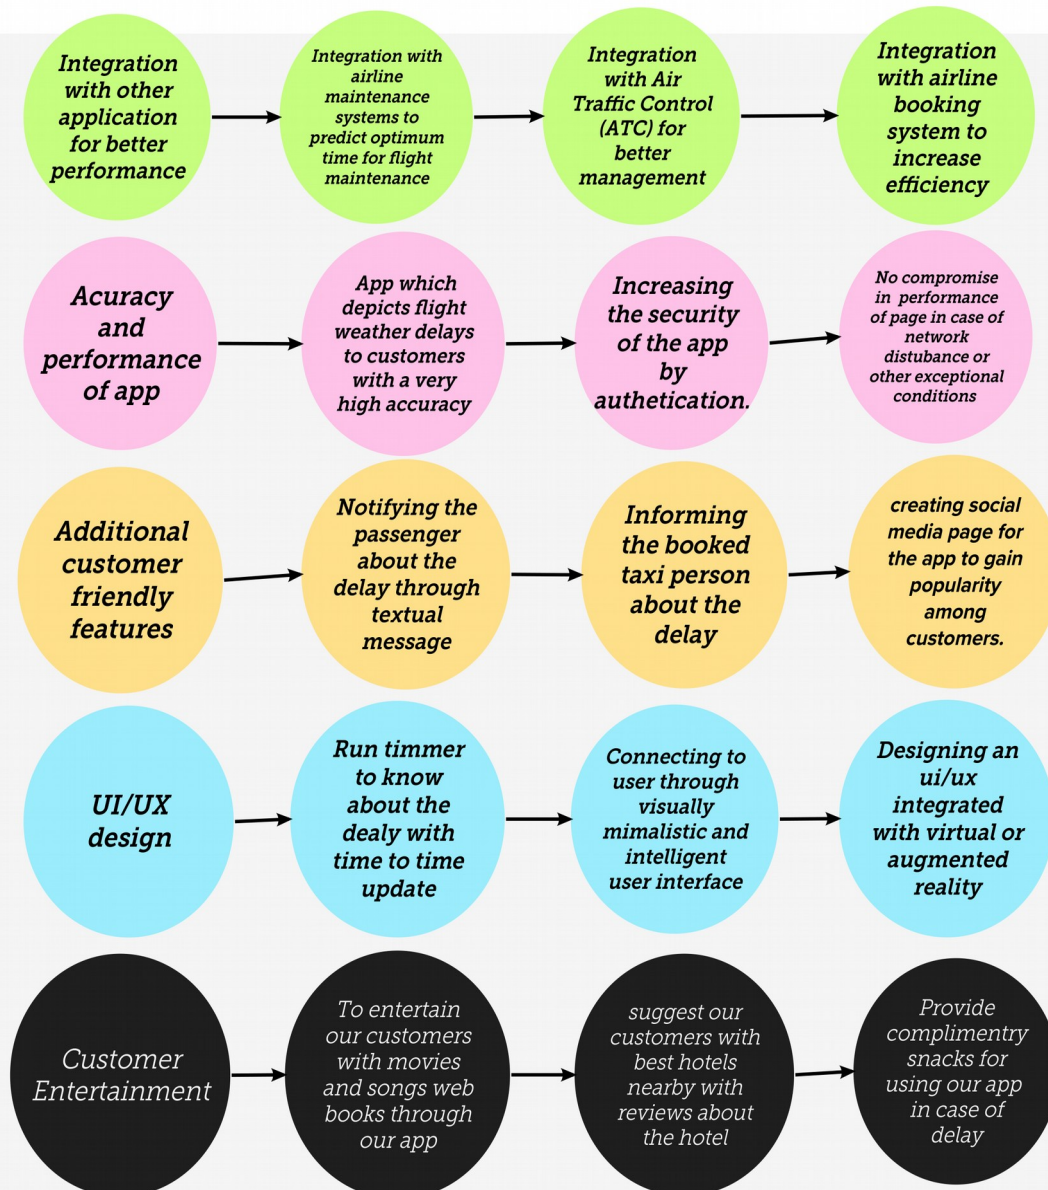 Integration
with other
application
for better
performance
Integration with
airline
maintenance
systems to
predict optimum
time for flight
maintenance
Integration
with Air
Traffic Control
(ATC) for
better
management
Integration
with airline
booking
system to
increase
efficiency
Acuracy
and
performance
of app
App which
depicts flight
weather delays
to customers
with a very
high accuracy
Increasing
the security
of the app
by
authetication.
No compromise
in performance
of page in case of
network
distubance or
other exceptional
conditions
Additional
customer
friendly
features
Notifying the
passenger
about the
delay through
textual
message
Informing
the booked
taxi person
about the
delay
creating social
media page for
the app to gain
popularity
among
customers.
UI/UX
design
Run timmer
to know
about the
dealy with
time to time
update
Connecting to
user through
visually
mimalistic and
intelligent
user interface
Designing an
ui/ux
integrated
with virtual or
augmented
reality
Customer
Entertainment
To entertain
our customers
with movies
and songs web
books through
our app
suggest our
customers with
best hotels
nearby with
reviews about
the hotel
Provide
complimentry
snacks for
using our app
in case of
delay